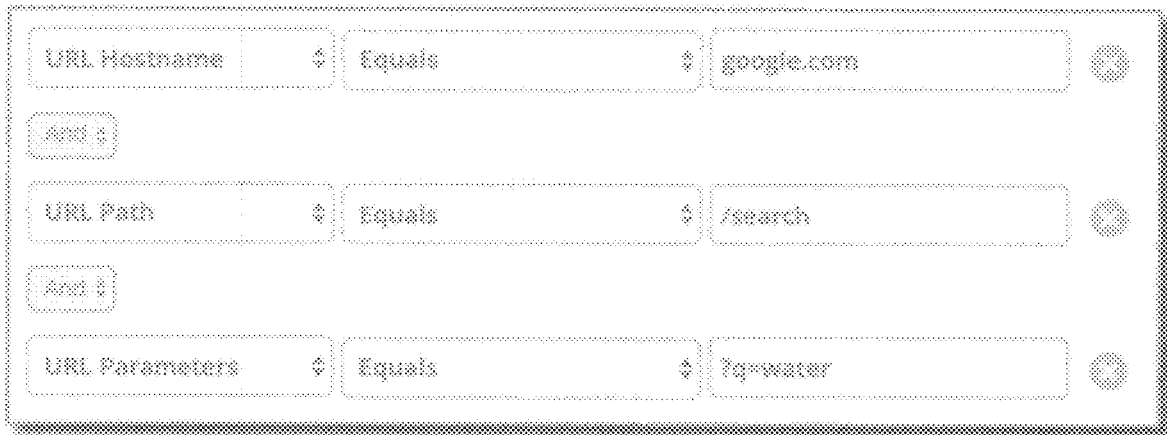 URL Hostname Equals google.com
And
URL Path Equals /search
And
URL Parameters Equals ?q=water